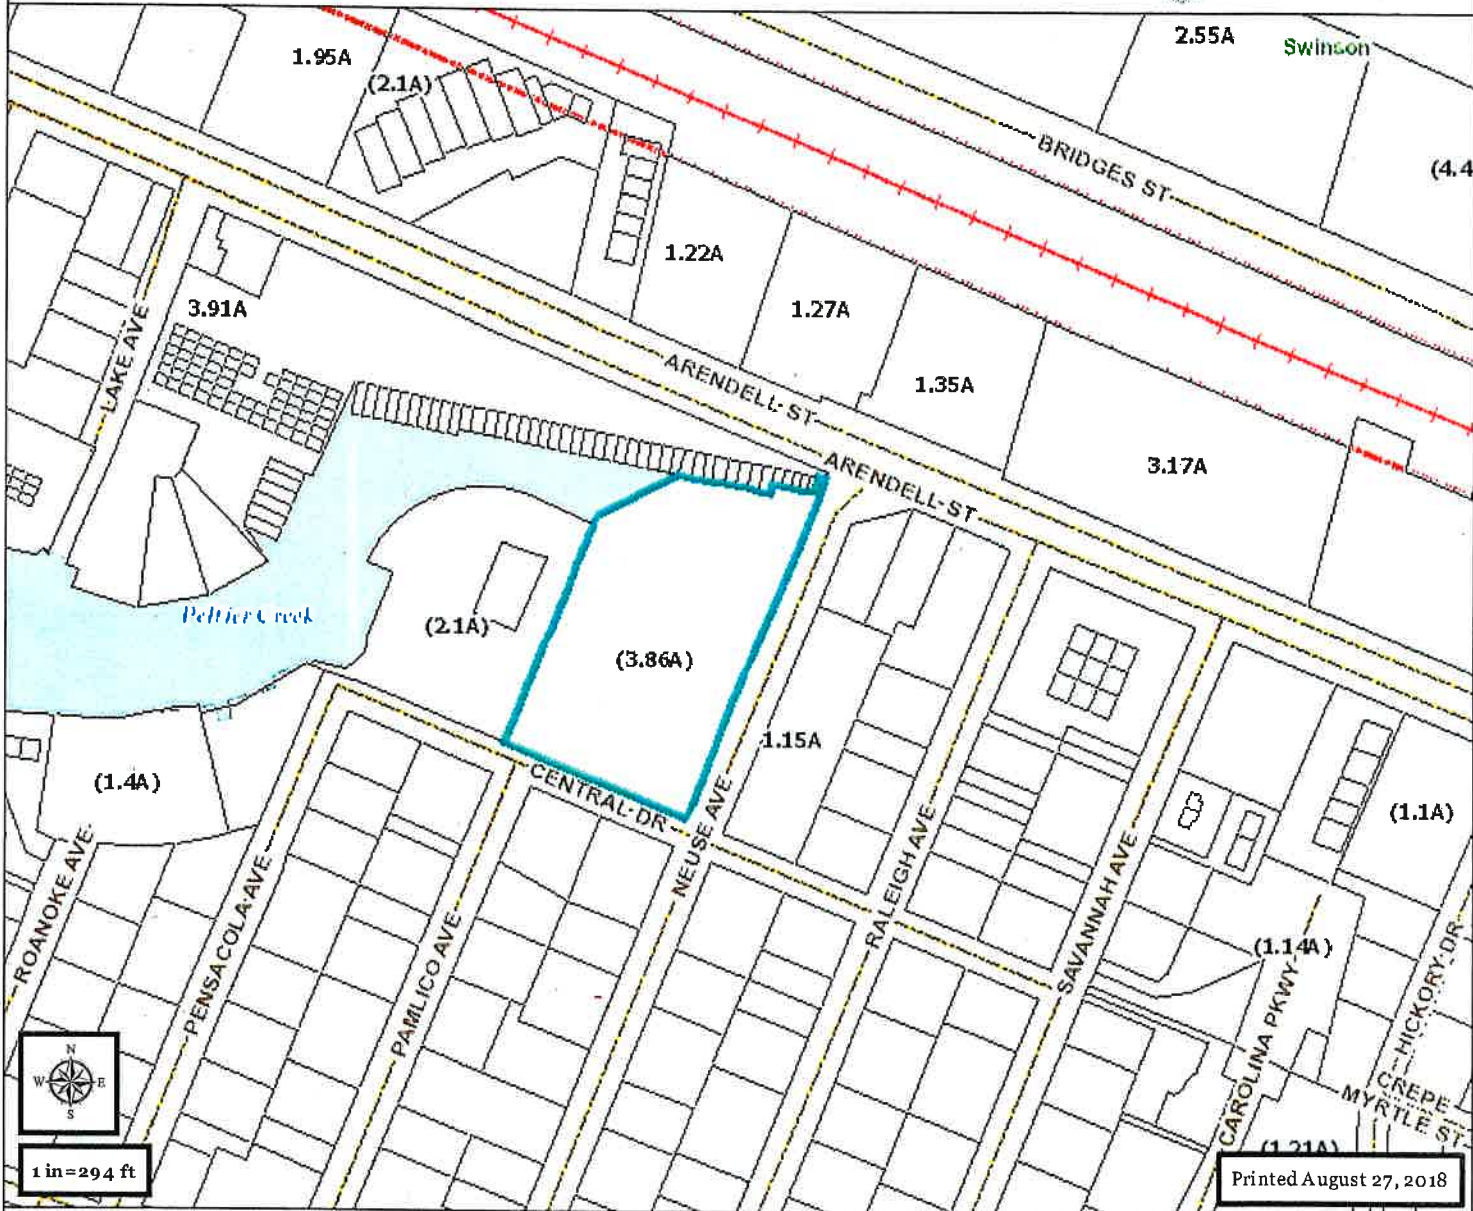 2.55A
Swinson
1.95A
(2.1A)
BRIDGES ST
(4.4
1.22A
3.91A
1.27A
LAKE AVE
ARENDELL ST
1.35A
ARENDELL ST
3.17A
Peltier Creek
(2.1A)
(3.86A)
1.15A
(1.4A)
CENTRAL DR
NEUSE AVE
(1.1A)
ROANOKE AVE
PENSACOLA AVE
PAMLICO AVE
RALEIGH AVE
SAVANNAH AVE
(1.14A)
HICKORY DR
CAROLINA PKWY
N
W E
S
CREPE
MYRTLE ST
(1.21A)
1 in=294 ft
Printed August 27, 2018